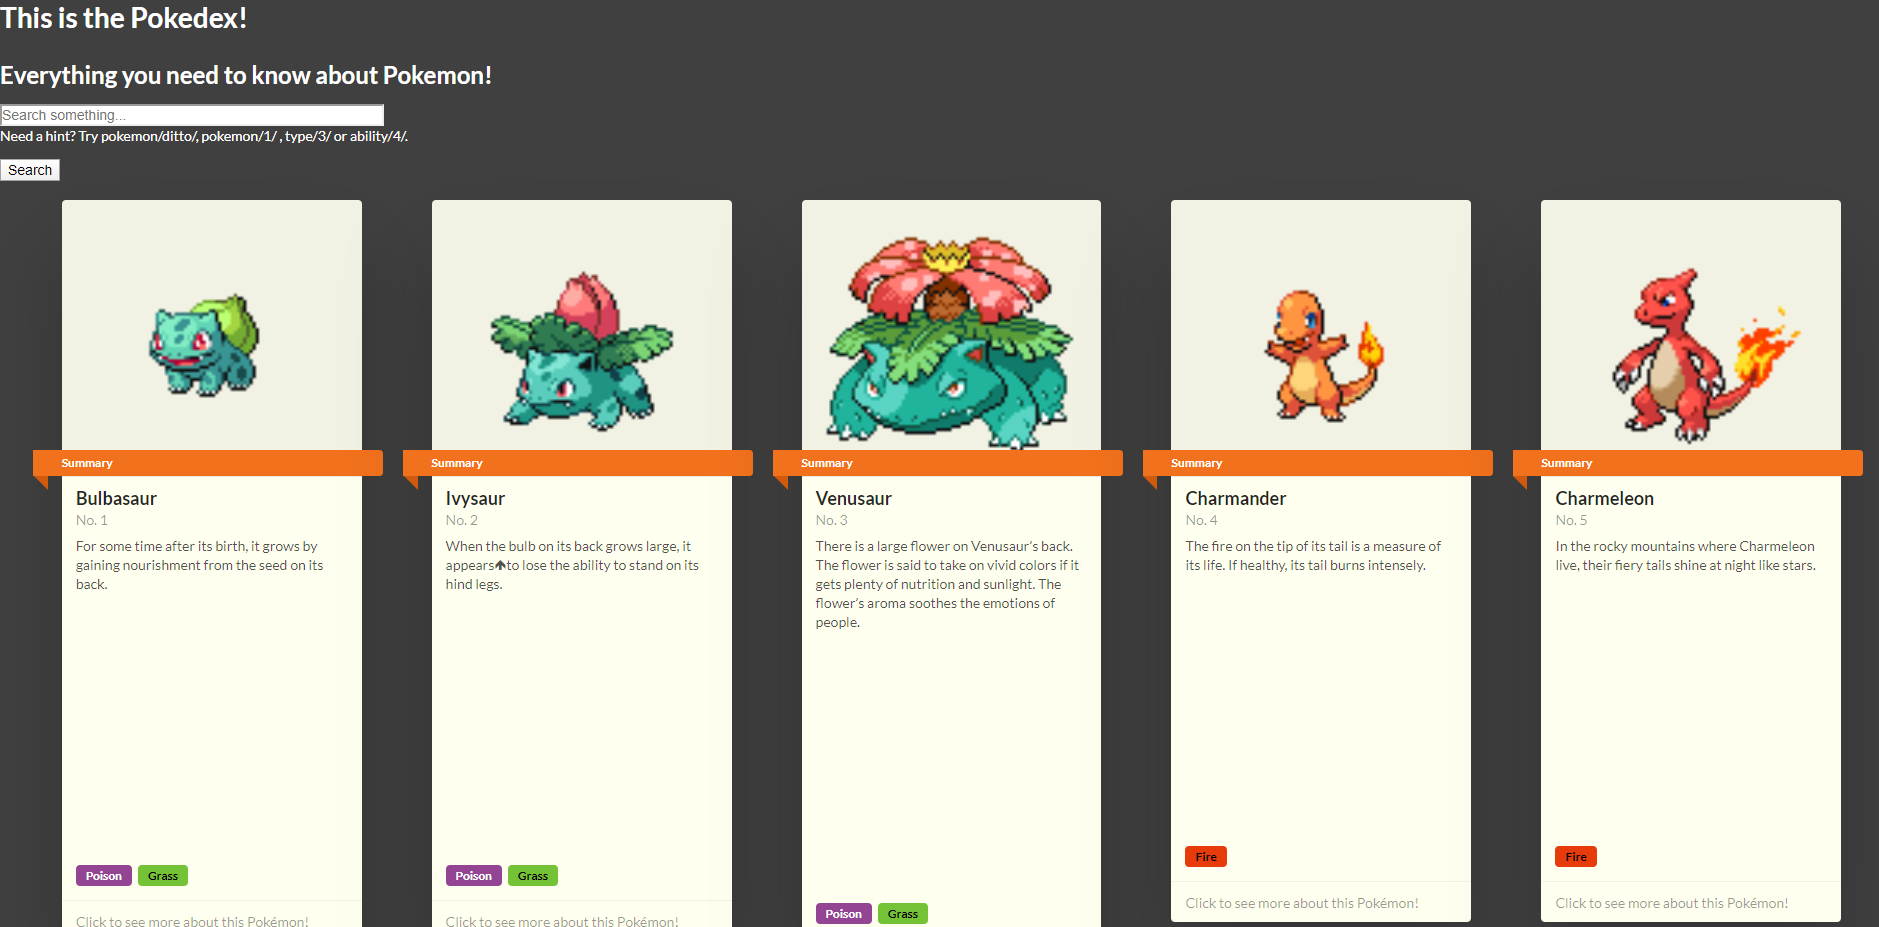 This is the Pokedex!
Everything you need to know about Pokemon!
Search something...
Need a hint? Try pokemon/ditto/, pokemon/1/ , type/3/ or ability/4/.
Search
Summary
Bulbasaur
No. 1
For some time after its birth, it grows by
gaining nourishment from the seed on its
back.
Poison Grass
Click to see more about this Pokémon!
Summary
Ivysaur
No. 2
When the bulb on its back grows large, it
appears🡅to lose the ability to stand on its
hind legs.
Poison Grass
Click to see more about this Pokémon!
Summary
Venusaur
No. 3
There is a large flower on Venusaur’s back.
The flower is said to take on vivid colors if it
gets plenty of nutrition and sunlight. The
flower’s aroma soothes the emotions of
people.
Poison Grass
Summary
Charmander
No. 4
The fire on the tip of its tail is a measure of
its life. If healthy, its tail burns intensely.
Fire
Click to see more about this Pokémon!
Summary
Charmeleon
No. 5
In the rocky mountains where Charmeleon
live, their fiery tails shine at night like stars.
Fire
Click to see more about this Pokémon!